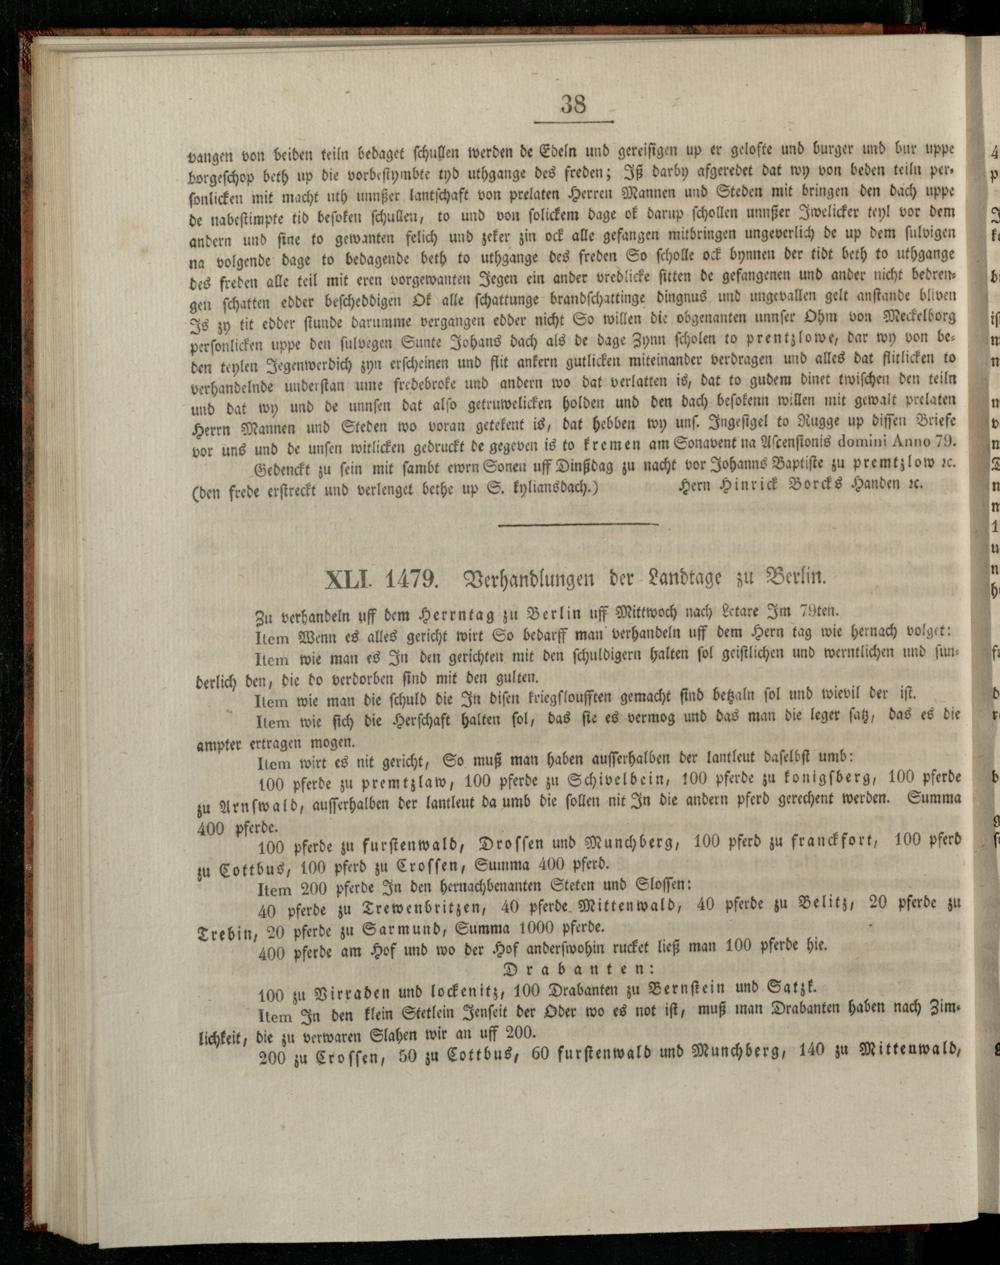 38
vangen von beiden teiln bedaget schullen werden de Edeln und gereisigen up er gelofte und burger und bur uppe
borgeschop beth up die vorbestymbte tyd uthgange des freden; Iß darby afgeredet dat wy von beden teiln per-
sonlicken mit macht uth unnßer lantschaft von prelaten Herren Mannen und Steden mit bringen den dach uppe
de nabestimpte tid besoken schullen, to und von solickem dage ok darup schollen unnßer Iwelicker teyl vor dem
andern und sine to gewanten felich und zeker zin ock alle gefangen mitbringen ungeverlich de up dem sulvigen
na volgende dage to bedagende beth to uthgange des freden So scholle ock bynnen der tidt beth to uthgange
des freden alle teil mit eren vorgewanten Jegen ein ander vredlicke sitten de gefangenen und ander nicht bedren-
gen schatten edder bescheddigen Ok alle schattunge brandschattinge dingnus und ungevallen gelt anstande bliven
Js zy tit edder stunde darumme vergangen edder nicht So willen die obgenanten unnser Ohm von Meckelborg
personlicken uppe den sulvegen Sunte Johans dach als de dage Zynn scholen to prentzlowe, dar wy von be-
den teylen Jegenwerdich zyn erscheinen und flit ankern gutlicken miteinander verdragen und alles dat flitlicken to
verhandelnde understan ume fredebroke und andern wo dat verlatten is, dat to gudem dinet twischen den teiln
und dat wy und de unnsen dat also getruwelicken holden und den dach besokenn willen mit gewalt prelaten
Herrn Mannen und Steden wo voran getekent is, dat hebben wy uns. Ingesigel to Rugge up dissen Briefe
vor uns und de unsen witlicken gedruckt de gegeven is to kremen am Sonavent na Ascensionis domini Anno 79.
Gedenckt zu sein mit sambt ewrn Sonen uff Dinßdag zu nacht vor Johanns Baptiste zu premtzlow ꝛc.
(den frede erstreckt und verlenget bethe up S. kyliansdach.) Hern Hinrick Borcks Handen ꝛc.
XLI. 1479. Verhandlungen der Landtage zu Berlin.
Zu verhandeln uff dem Herrntag zu Berlin uff Mittwoch nach Letare Im 79ten.
Item Wenn es alles gericht wirt So bedarff man verhandeln uff dem Hern tag wie hernach volget:
Item wie man es In den gerichten mit den schuldigern halten sol geistlichen und werntlichen und sun-
derlich den, die do verdorben sind mit den gulten.
Item wie man die schuld die In disen kriegsloufften gemacht sind betzaln sol und wievil der ist.
Item wie sich die Herschaft halten sol, das sie es vermog und das man die leger satz, das es die
ampter ertragen mogen.
Item wirt es nit gericht, So muß man haben ausserhalben der lantleut daselbst umb:
100 pferde zu premtzlaw, 100 pferde zu Schivelbein, 100 pferde zu konigsberg, 100 pferde
zu Arnswald, ausserhalben der lantleut da umb die sollen nit In die andern pferd gerechent werden. Summa
400 pferde.
100 pferde zu furstenwald, Drossen und Munchberg, 100 pferd zu franckfort, 100 pferd
zu Cottbus, 100 pferd zu Crossen, Summa 400 pferd.
Item 200 pferde In den hernachbenanten Steten und Slossen:
40 pferde zu Trewenbritzen, 40 pferde Mittenwald, 40 pferde zu Belitz, 20 pferde zu
Trebin, 20 pferde zu Sarmund, Summa 1000 pferde.
400 pferde am Hof und wo der Hof anderswohin rucket ließ man 100 pferde hie.
Drabanten:
100 zu Virraden und lockenitz, 100 Drabanten zu Bernstein und Satzk.
Item In den klein Stetlein Jenseit der Oder wo es not ist, muß man Drabanten haben nach Zim-
lichkeit, die zu verwaren Slahen wir an uff 200.
200 zu Crossen, 50 zu Cottbus, 60 furstenwald und Munchberg, 140 zu Mittenwald,